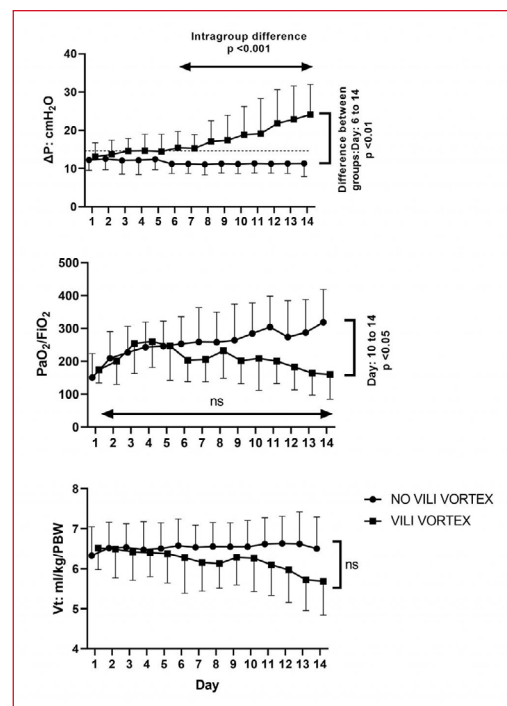 Intragroup difference
p <0.001
40
30
20
10
0
ΔP: cmH2O
1 2 3 4 5 6 7 8 9 10 11 12 13 14
Difference between
groups:Day: 6 to 14
p <0.01
500
400
300
200
100
0
PaO2/FiO2
ns
1 2 3 4 5 6 7 8 9 10 11 12 13 14
Day: 10 to 14
p <0.05
8
7
6
5
4
Vt: ml/kg/PBW
1 2 3 4 5 6 7 8 9 10 11 12 13 14
Day
ns
NO VILI VORTEX
VILI VORTEX